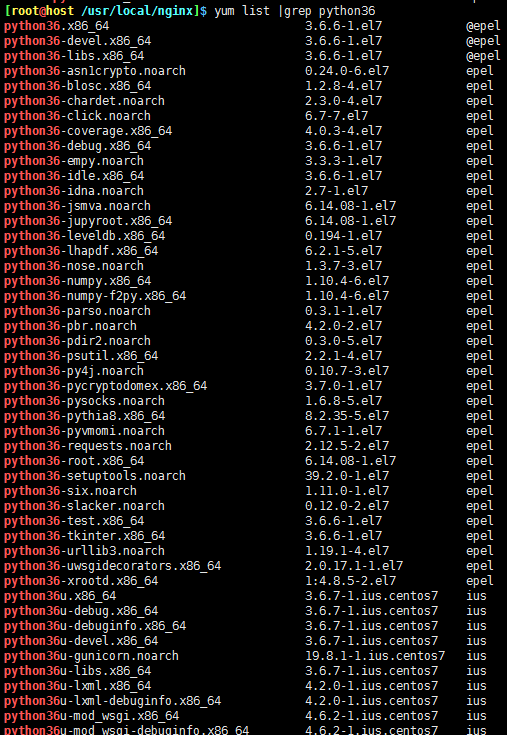 [root@host /usr/local/nginx]$ yum list |grep python36
python36.x86_64 3.6.6-1.el7 @epel
python36-devel.x86_64 3.6.6-1.el7 @epel
python36-libs.x86_64 3.6.6-1.el7 @epel
python36-asn1crypto.noarch 0.24.0-6.el7 epel
python36-blosc.x86_64 1.2.8-4.el7 epel
python36-chardet.noarch 2.3.0-4.el7 epel
python36-click.noarch 6.7-7.el7 epel
python36-coverage.x86_64 4.0.3-4.el7 epel
python36-debug.x86_64 3.6.6-1.el7 epel
python36-empy.noarch 3.3.3-1.el7 epel
python36-idle.x86_64 3.6.6-1.el7 epel
python36-idna.noarch 2.7-1.el7 epel
python36-jsmva.noarch 6.14.08-1.el7 epel
python36-jupyroot.x86_64 6.14.08-1.el7 epel
python36-leveldb.x86_64 0.194-1.el7 epel
python36-lhapdf.x86_64 6.2.1-5.el7 epel
python36-nose.noarch 1.3.7-3.el7 epel
python36-numpy.x86_64 1.10.4-6.el7 epel
python36-numpy-f2py.x86_64 1.10.4-6.el7 epel
python36-parso.noarch 0.3.1-1.el7 epel
python36-pbr.noarch 4.2.0-2.el7 epel
python36-pdir2.noarch 0.3.0-5.el7 epel
python36-psutil.x86_64 2.2.1-4.el7 epel
python36-py4j.noarch 0.10.7-3.el7 epel
python36-pycryptodomex.x86_64 3.7.0-1.el7 epel
python36-pysocks.noarch 1.6.8-5.el7 epel
python36-pythia8.x86_64 8.2.35-5.el7 epel
python36-pyvmomi.noarch 6.7.1-1.el7 epel
python36-requests.noarch 2.12.5-2.el7 epel
python36-root.x86_64 6.14.08-1.el7 epel
python36-setuptools.noarch 39.2.0-1.el7 epel
python36-six.noarch 1.11.0-1.el7 epel
python36-slacker.noarch 0.12.0-2.el7 epel
python36-test.x86_64 3.6.6-1.el7 epel
python36-tkinter.x86_64 3.6.6-1.el7 epel
python36-urllib3.noarch 1.19.1-4.el7 epel
python36-uwsgidecorators.x86_64 2.0.17.1-1.el7 epel
python36-xrootd.x86_64 1:4.8.5-2.el7 epel
python36u.x86_64 3.6.7-1.ius.centos7 ius
python36u-debug.x86_64 3.6.7-1.ius.centos7 ius
python36u-debuginfo.x86_64 3.6.7-1.ius.centos7 ius
python36u-devel.x86_64 3.6.7-1.ius.centos7 ius
python36u-gunicorn.noarch 19.8.1-1.ius.centos7 ius
python36u-libs.x86_64 3.6.7-1.ius.centos7 ius
python36u-lxml.x86_64 4.2.0-1.ius.centos7 ius
python36u-lxml-debuginfo.x86_64 4.2.0-1.ius.centos7 ius
python36u-mod_wsgi.x86_64 4.6.2-1.ius.centos7 ius
python36u-mod_wsgi-debuginfo.x86_64 4.6.2-1.ius.centos7 ius